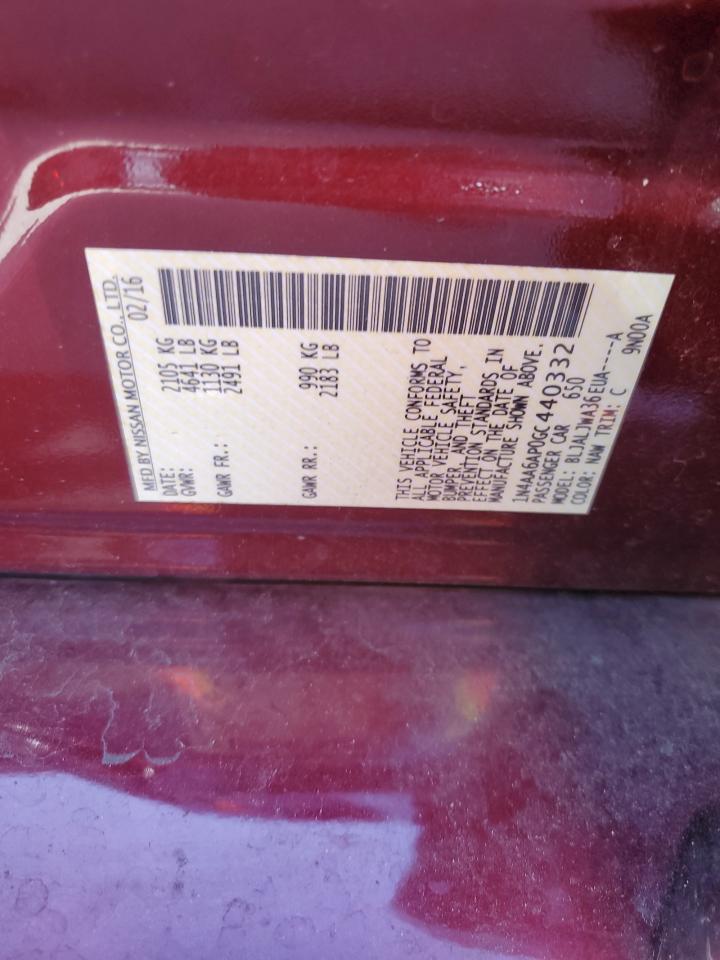 MFD BY NISSAN MOTOR CO., LTD.
DATE: 02/16
GVWR: 2105 KG
4641 LB
GAWR FR.: 1130 KG
2491 LB
GAWR RR.: 990 KG
2183 LB
THIS VEHICLE CONFORMS TO
ALL APPLICABLE FEDERAL
MOTOR VEHICLE SAFETY,
BUMPER, AND THEFT
PREVENTION STANDARDS IN
EFFECT ON THE DATE OF
MANUFACTURE SHOWN ABOVE.
1N4AA6AP0GC440332
PASSENGER CAR 630
MODEL: BLJALJWA36EUA----A
COLOR: NAW TRIM: C 9N00A